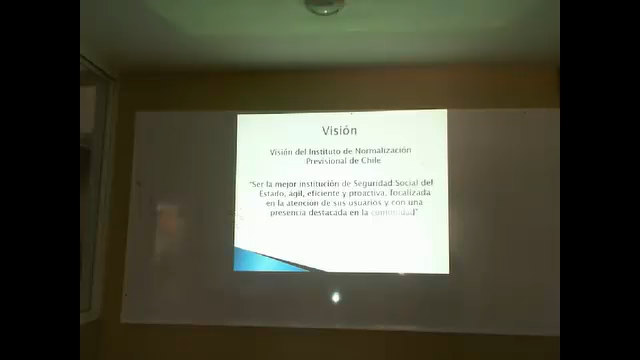 Visión
Visión del Instituto de Normalización
Previsional de Chile
"Ser la mejor institución de Seguridad Social del
Estado, ágil, eficiente y proactiva, focalizada
en la atención de sus usuarios y con una
presencia destacada en la comunidad"